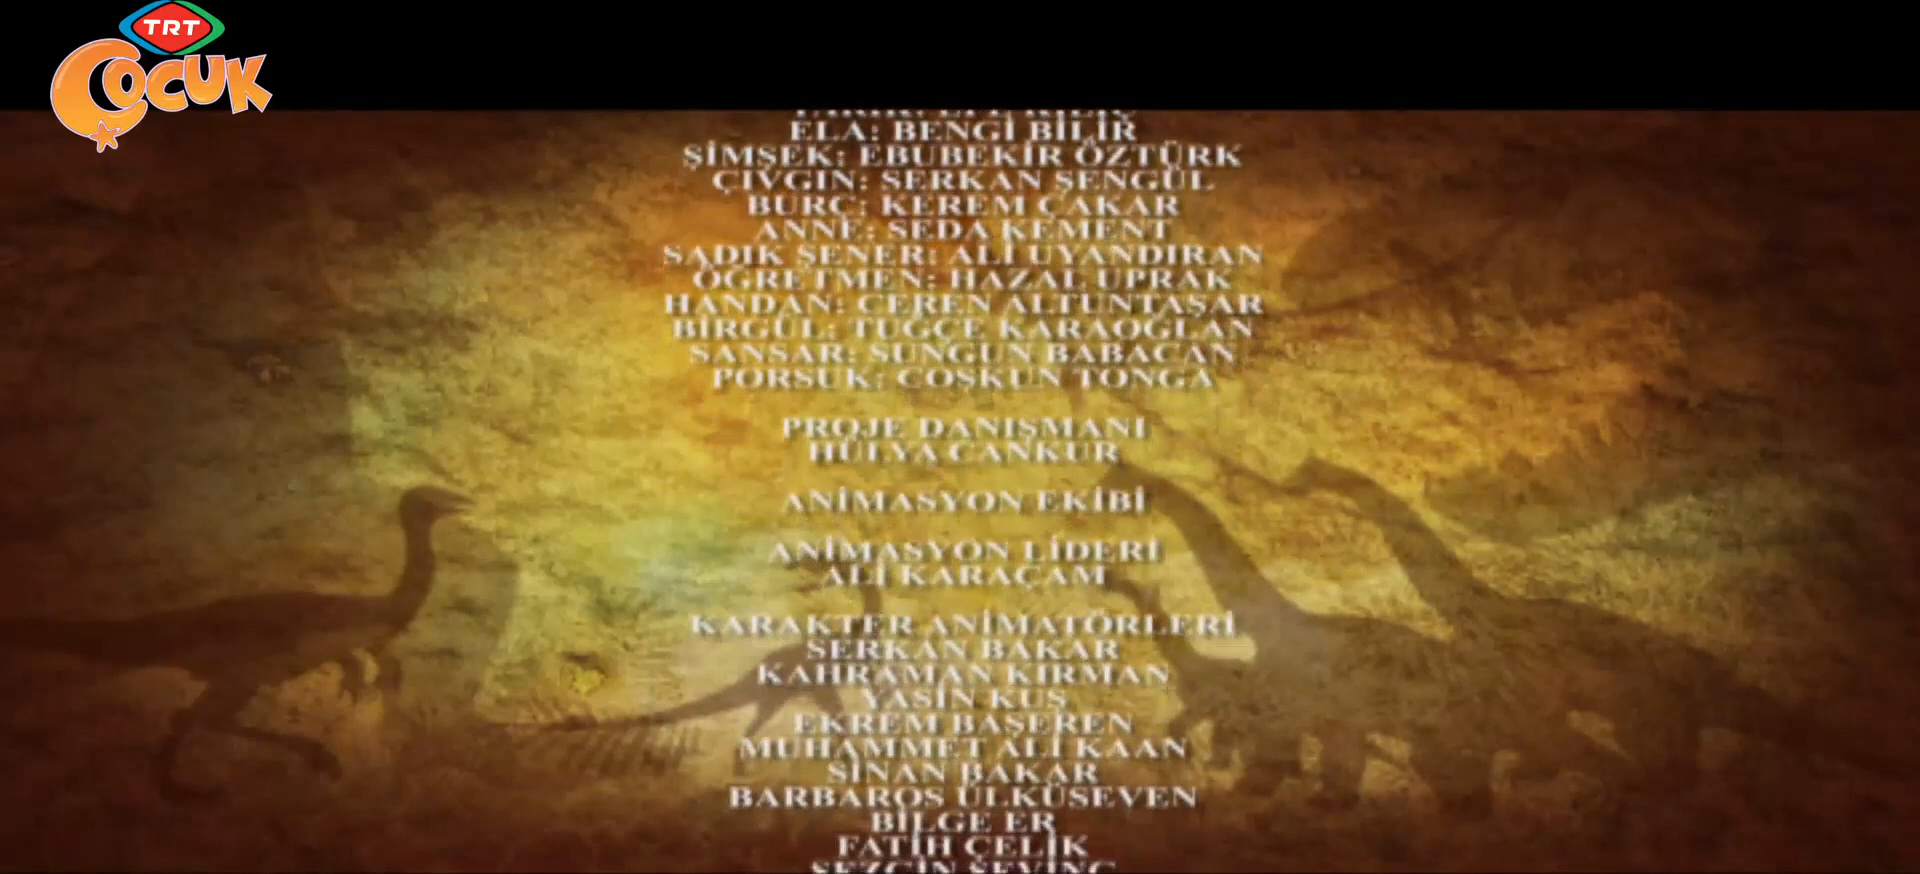 TRT
ÇOCUK
ELA: BENGİ BİLİR
ŞİMŞEK: EBUBEKİR ÖZTÜRK
ÇIVGIN: SERKAN ŞENGÜL
BURÇ: KEREM ÇAKAR
ANNE: SEDA KEMENT
SADIK ŞENER: ALİ UYANDIRAN
ÖĞRETMEN: HAZAL UPRAK
HANDAN: CEREN ALTUNTAŞAR
BİRGÜL: TUĞÇE KARAOĞLAN
SANSAR: SUNGUN BABACAN
PORSUK: COŞKUN TONGA
PROJE DANIŞMANI
HÜLYA CANKUR
ANİMASYON EKİBİ
ANİMASYON LİDERİ
ALİ KARAÇAM
KARAKTER ANİMATÖRLERİ
SERKAN BAKAR
KAHRAMAN KIRMAN
YASİN KUŞ
EKREM BAŞEREN
MUHAMMET ALİ KAAN
SİNAN BAKAR
BARBAROS ÜLKÜSEVEN
BİLGE ER
FATİH ÇELİK
SEZGİN SEVİNÇ